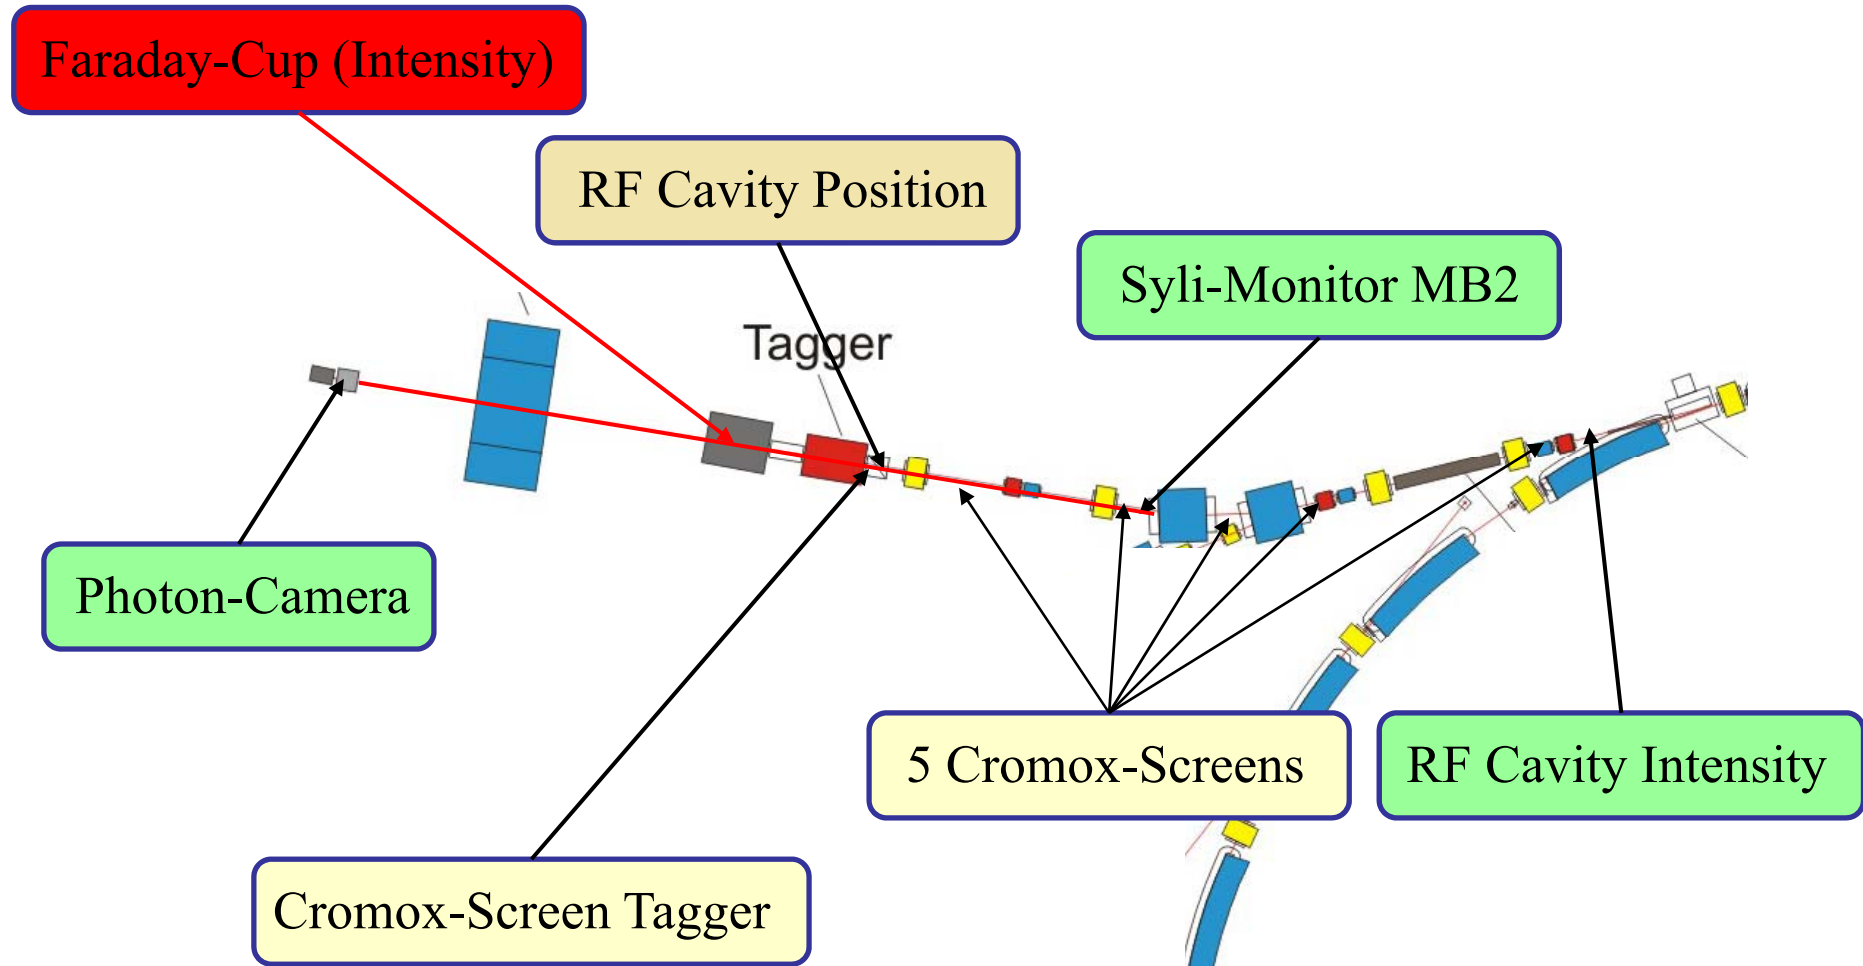 Faraday-Cup (Intensity)
RF Cavity Position
Syli-Monitor MB2
Tagger
Photon-Camera
5 Cromox-Screens
RF Cavity Intensity
Cromox-Screen Tagger